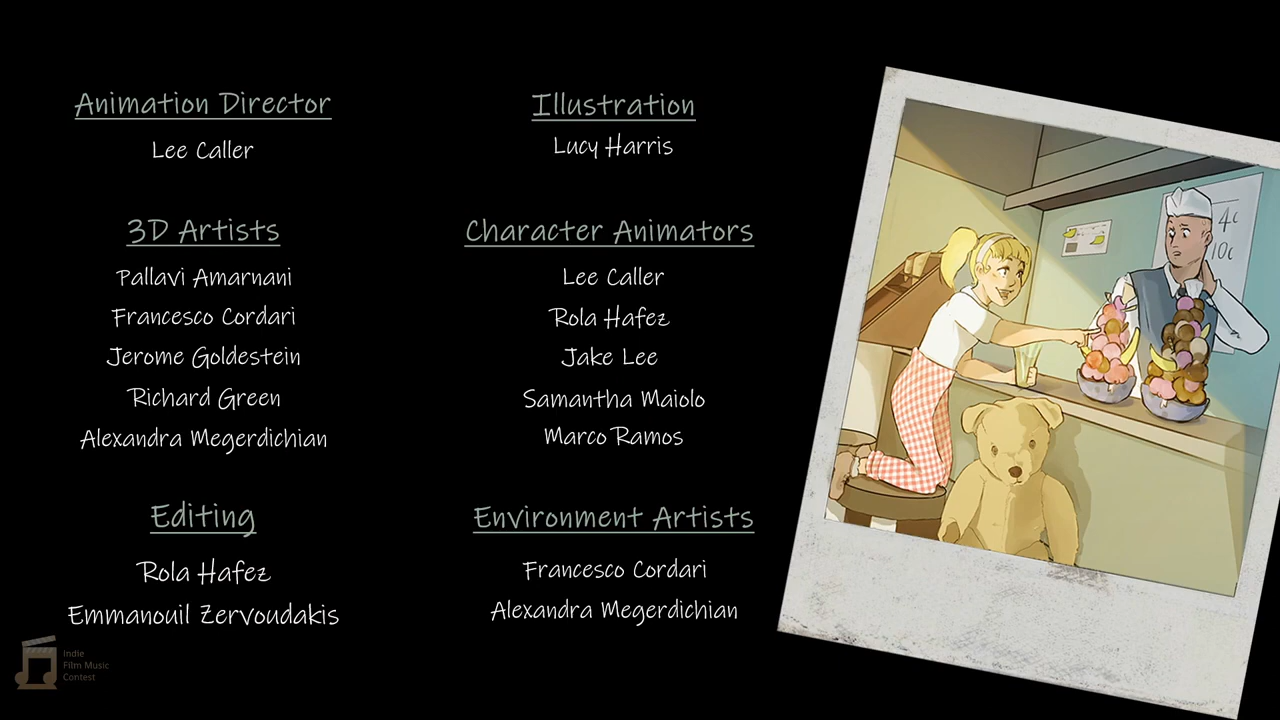 Animation Director
Lee Caller
3D Artists
Pallavi Amarnani
Francesco Cordari
Jerome Goldestein
Richard Green
Alexandra Megerdichian
Editing
Rola Hafez
Emmanouil Zervoudakis
Illustration
Lucy Harris
Character Animators
Lee Caller
Rola Hafez
Jake Lee
Samantha Maiolo
Marco Ramos
Environment Artists
Francesco Cordari
Alexandra Megerdichian
4¢
10¢
Indie
Film Music
Contest